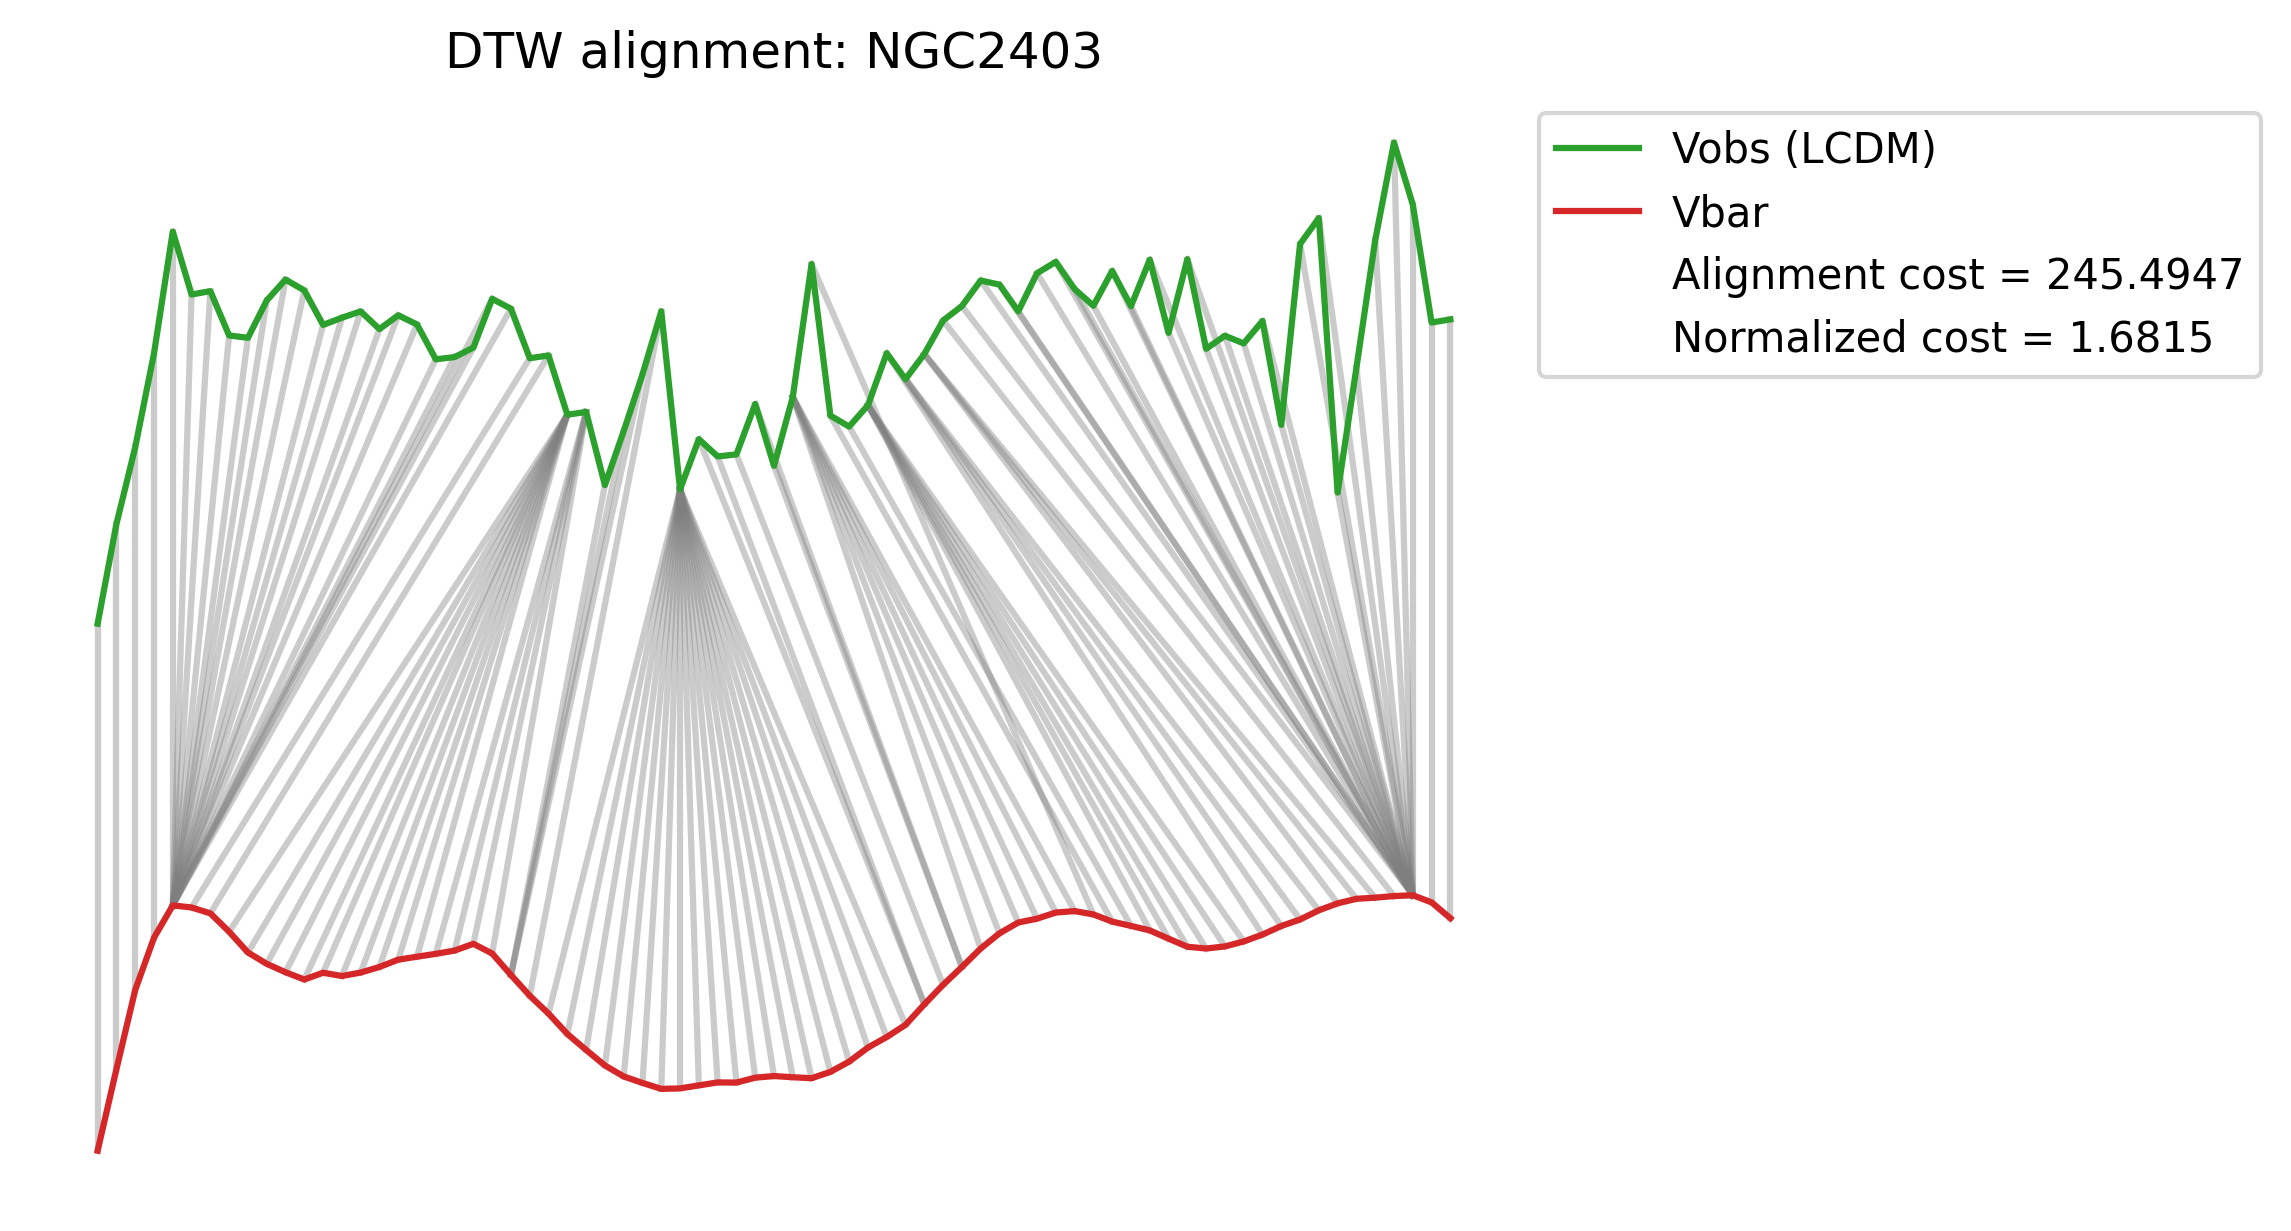 DTW alignment: NGC2403
Vobs (LCDM)
Vbar
Alignment cost = 245.4947
Normalized cost = 1.6815